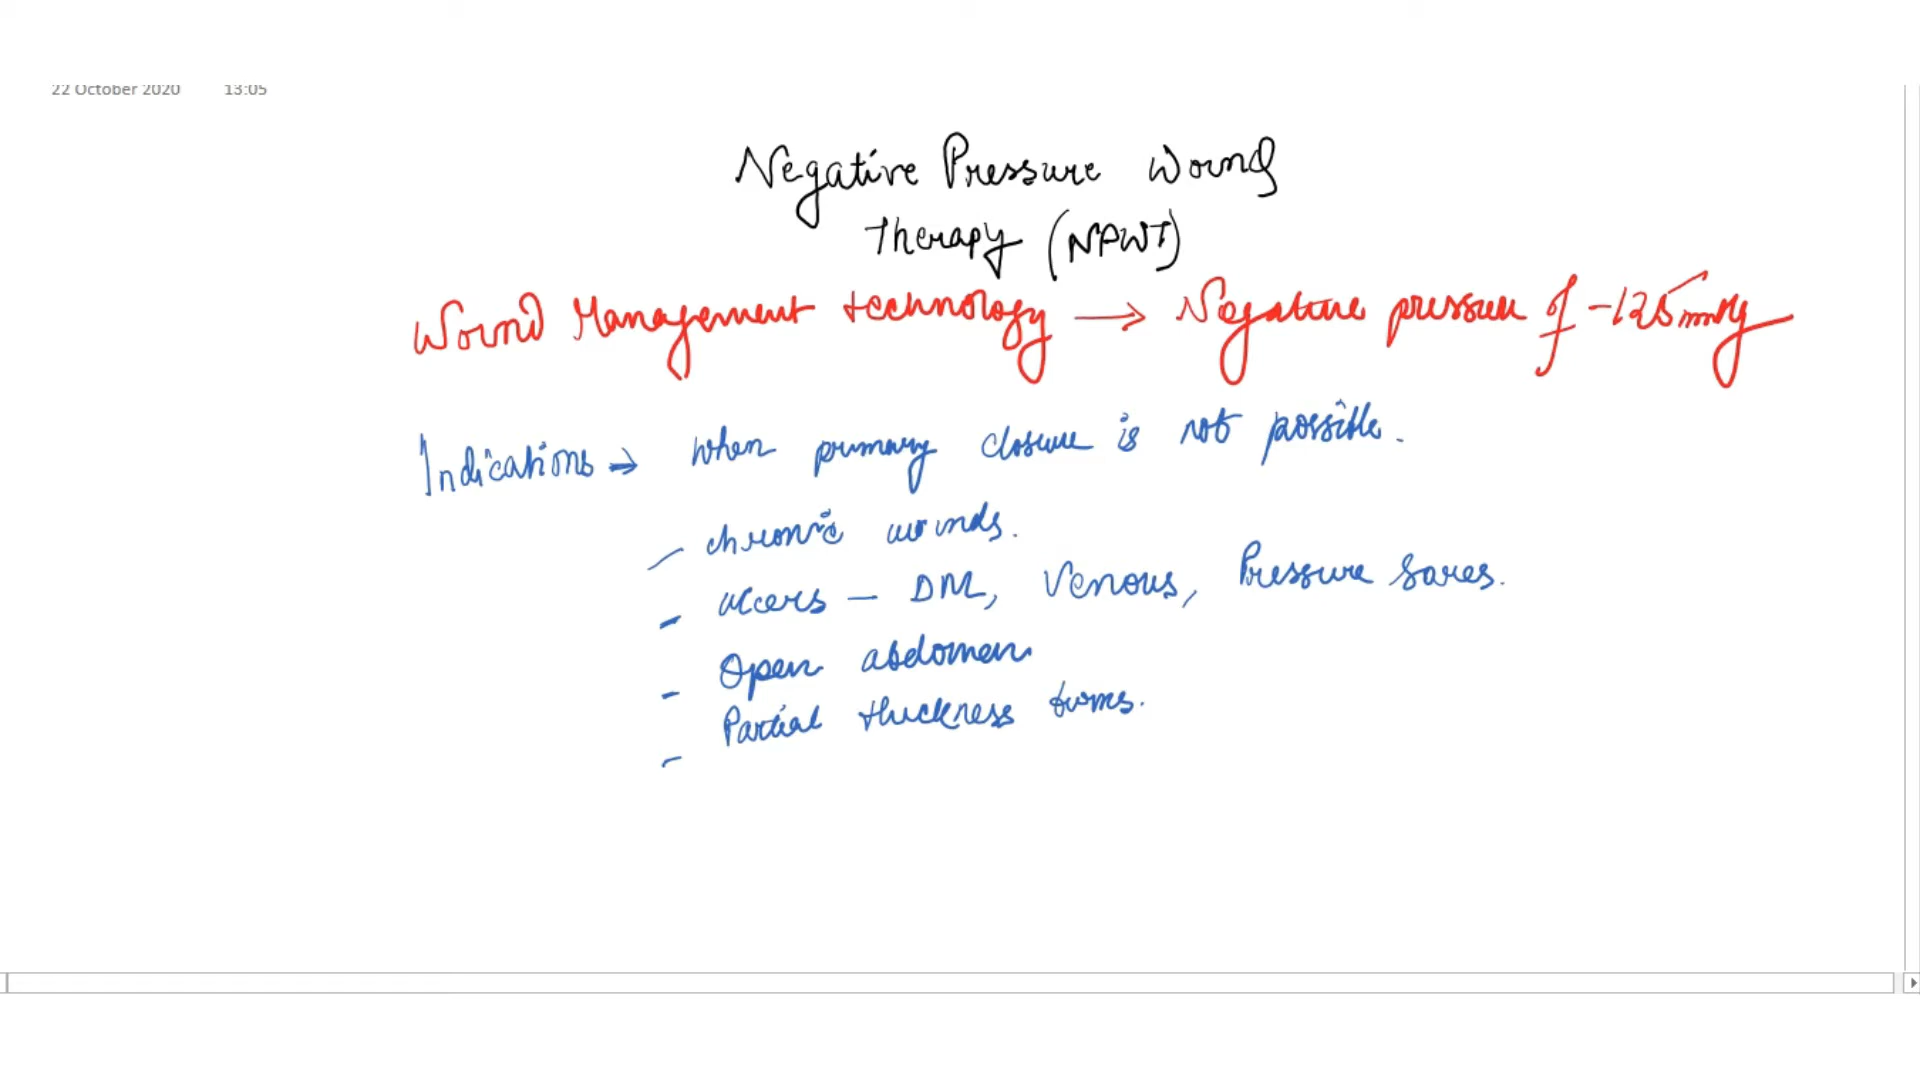 22 October 2020 13:05
Negative Pressure Wound
Therapy (NPWT)
Wound Management technology → Negative pressure of -125mmHg
Indications → When primary closure is not possible.
- chronic wounds.
- ulcers - DM, Venous, Pressure Sores.
- Open abdomen
- Partial thickness burns.